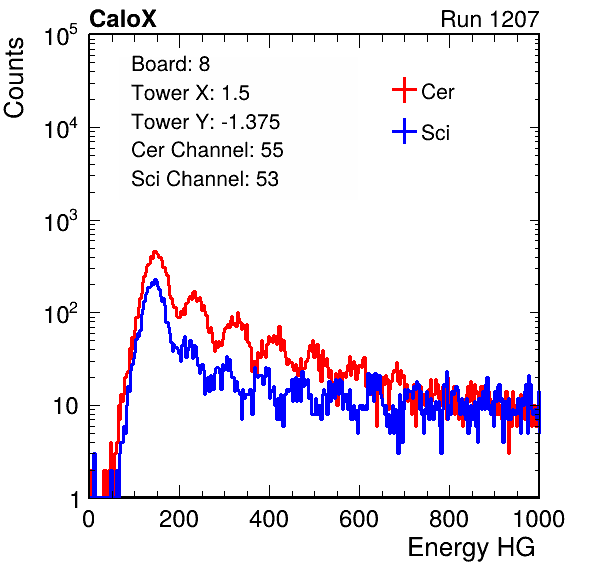 CaloX Run 1207
Counts
10^5
10^4
10^3
10^2
10
1
Board: 8
Tower X: 1.5
Tower Y: -1.375
Cer Channel: 55
Sci Channel: 53
Cer
Sci
0 200 400 600 800 1000
Energy HG